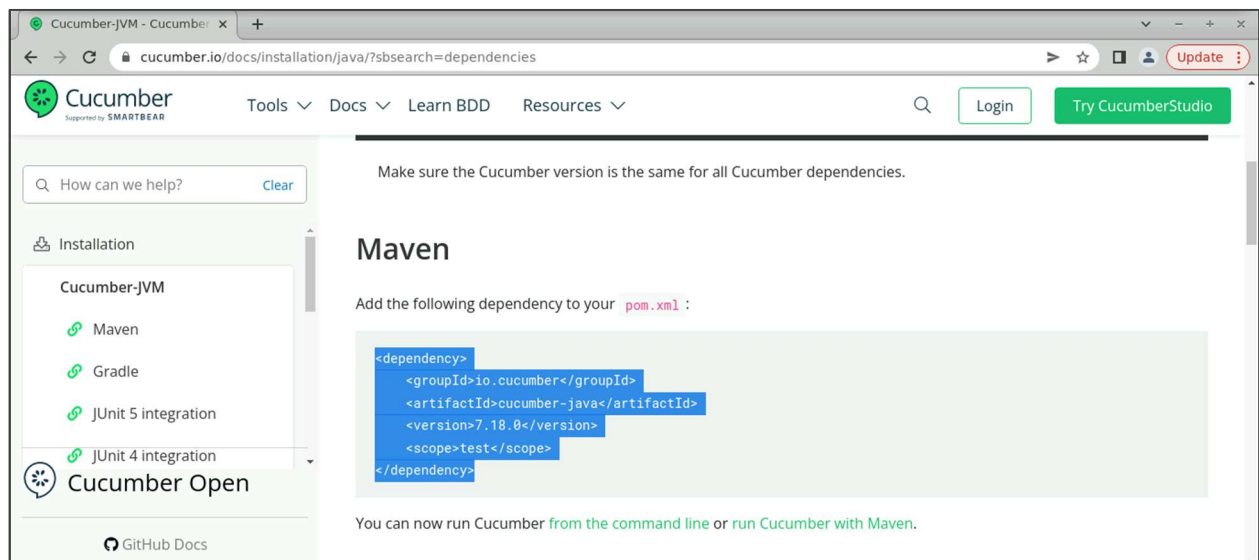 Cucumber-JVM - Cucumber
cucumber.io/docs/installation/java/?sbsearch=dependencies
Update
Cucumber
Supported by SMARTBEAR
Tools
Docs
Learn BDD
Resources
Login
Try CucumberStudio
How can we help?
Clear
Installation
Cucumber-JVM
Maven
Gradle
JUnit 5 integration
JUnit 4 integration
Cucumber Open
GitHub Docs
Make sure the Cucumber version is the same for all Cucumber dependencies.
Maven
Add the following dependency to your pom.xml :
<dependency>
<groupId>io.cucumber</groupId>
<artifactId>cucumber-java</artifactId>
<version>7.18.0</version>
<scope>test</scope>
</dependency>
You can now run Cucumber from the command line or run Cucumber with Maven.